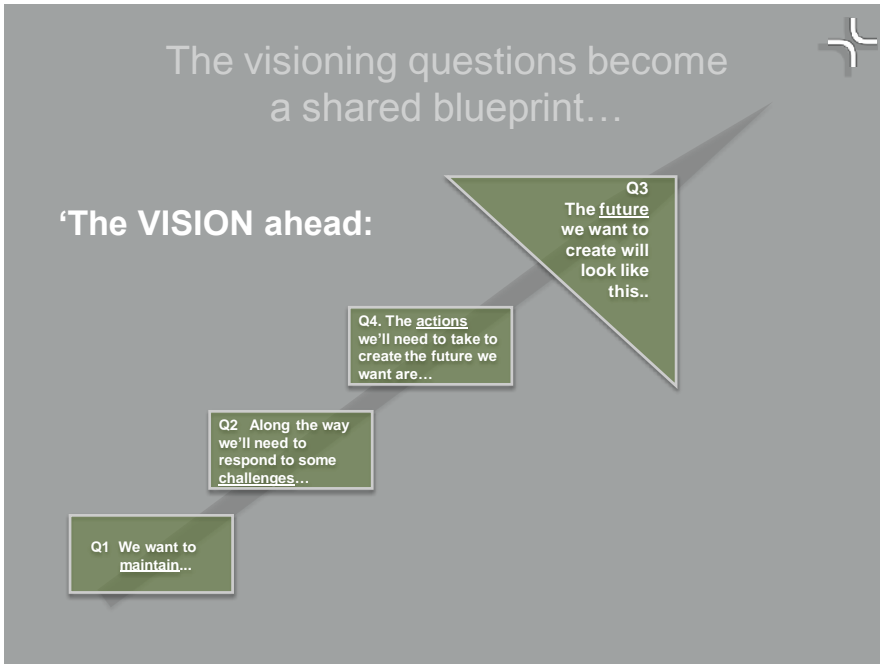 The visioning questions become
a shared blueprint…
‘The VISION ahead:
Q3
The future
we want to
create will
look like
this..
Q4. The actions
we’ll need to take to
create the future we
want are…
Q2 Along the way
we’ll need to
respond to some
challenges…
Q1 We want to
maintain...